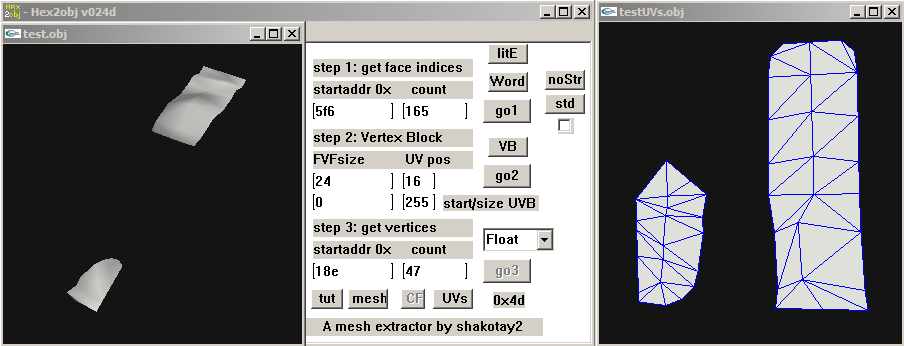 Hex
2obj
- Hex2obj v024d
test.obj
testUVs.obj
litE
step 1: get face indices
Word
noStr
startaddr 0x count
std
[5f6 ] [165 ]
go1
step 2: Vertex Block
VB
FVFsize UV pos
go2
[24 ] [16 ]
[0 ] [255 ] start/size UVB
step 3: get vertices
Float
startaddr 0x count
[18e ] [47 ]
go3
tut mesh CF UVs 0x4d
A mesh extractor by shakotay2